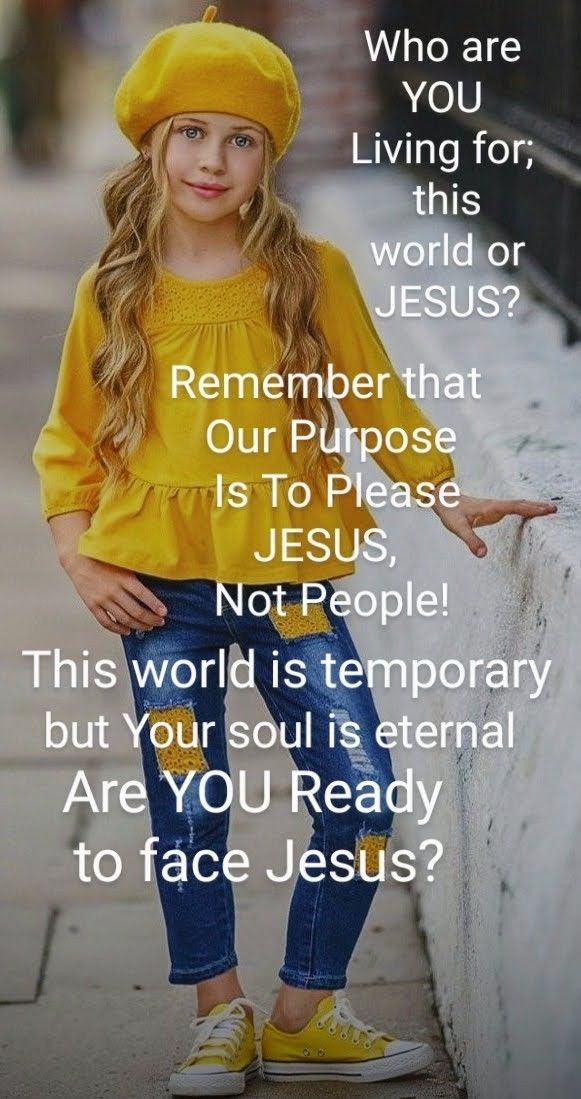 Who are
YOU
Living for;
this
world or
JESUS?
Remember that
Our Purpose
Is To Please
JESUS,
Not People!
This world is temporary
but Your soul is eternal
Are YOU Ready
to face Jesus?